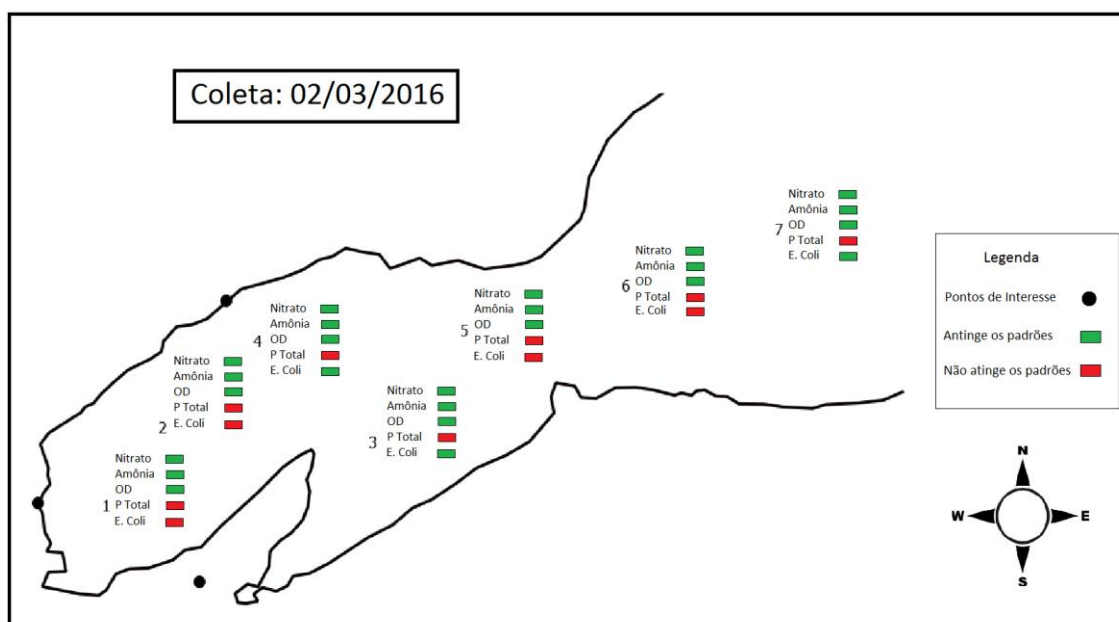 Coleta: 02/03/2016
Nitrato
Amônia
OD
7
P Total
E. Coli
Nitrato
Amônia
6
OD
P Total
E. Coli
Nitrato
Amônia
5
OD
P Total
E. Coli
Nitrato
Amônia
4
OD
P Total
E. Coli
Nitrato
Amônia
OD
P Total
2
E. Coli
Nitrato
Amônia
OD
3
P Total
E. Coli
Nitrato
Amônia
OD
1
P Total
E. Coli
Legenda
Pontos de Interesse
Antinge os padrões
Não atinge os padrões
N
W
E
S